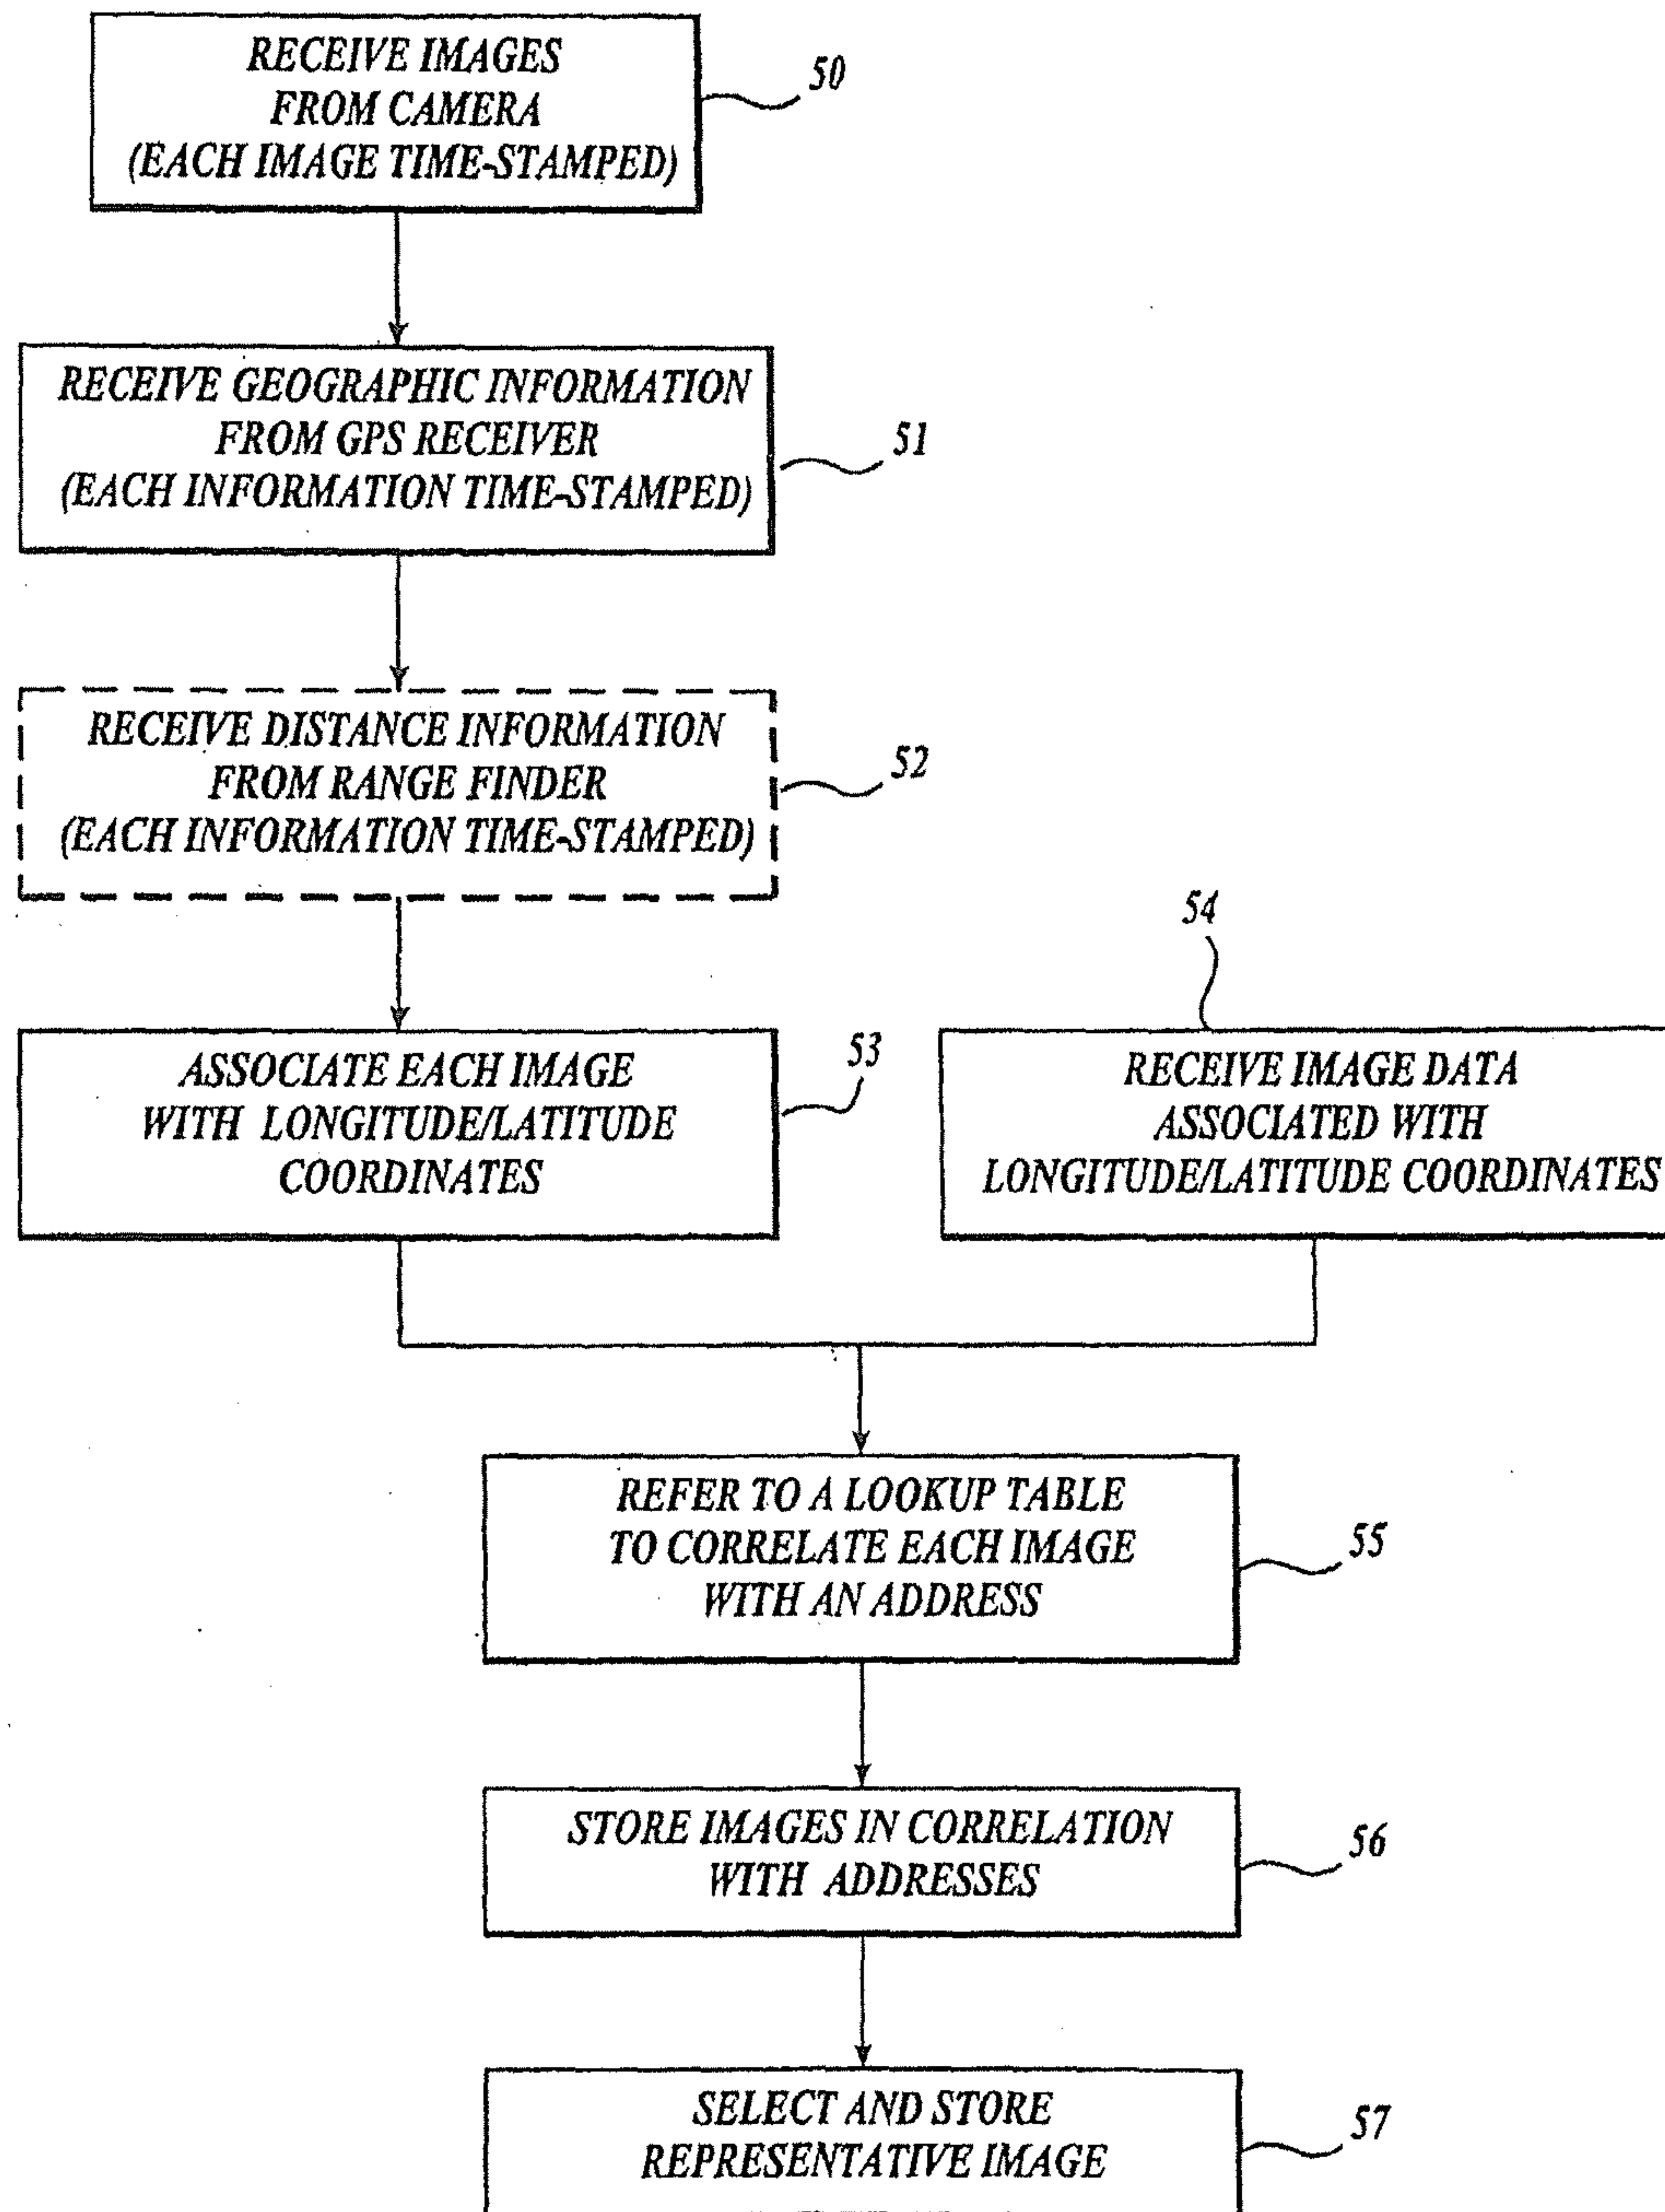 RECEIVE IMAGES
FROM CAMERA
(EACH IMAGE TIME-STAMPED)
50
RECEIVE GEOGRAPHIC INFORMATION
FROM GPS RECEIVER
(EACH INFORMATION TIME-STAMPED)
51
RECEIVE DISTANCE INFORMATION
FROM RANGE FINDER
(EACH INFORMATION TIME-STAMPED)
52
ASSOCIATE EACH IMAGE
WITH LONGITUDE/LATITUDE
COORDINATES
53
54
RECEIVE IMAGE DATA
ASSOCIATED WITH
LONGITUDE/LATITUDE COORDINATES
REFER TO A LOOKUP TABLE
TO CORRELATE EACH IMAGE
WITH AN ADDRESS
55
STORE IMAGES IN CORRELATION
WITH ADDRESSES
56
SELECT AND STORE
REPRESENTATIVE IMAGE
57